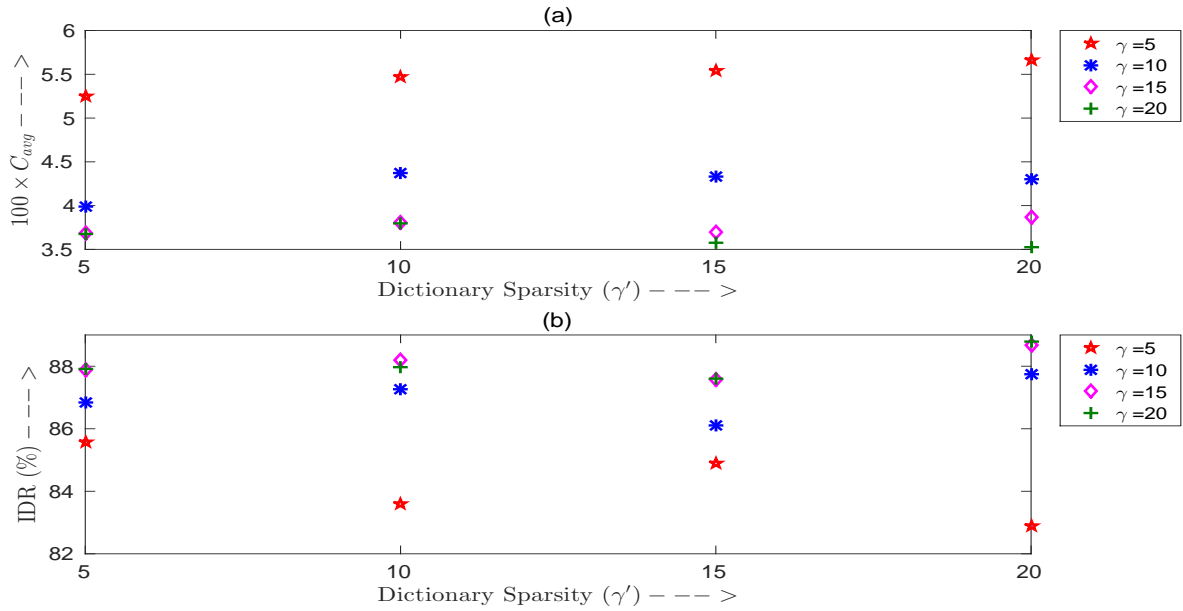 (a)
6
5.5
5
4.5
4
3.5
100 × C_avg − − − >
5 10 15 20
Dictionary Sparsity (γ′) − − − >
γ =5
γ =10
γ =15
γ =20
(b)
88
86
84
82
IDR (%) − − − >
5 10 15 20
Dictionary Sparsity (γ′) − − − >
γ =5
γ =10
γ =15
γ =20